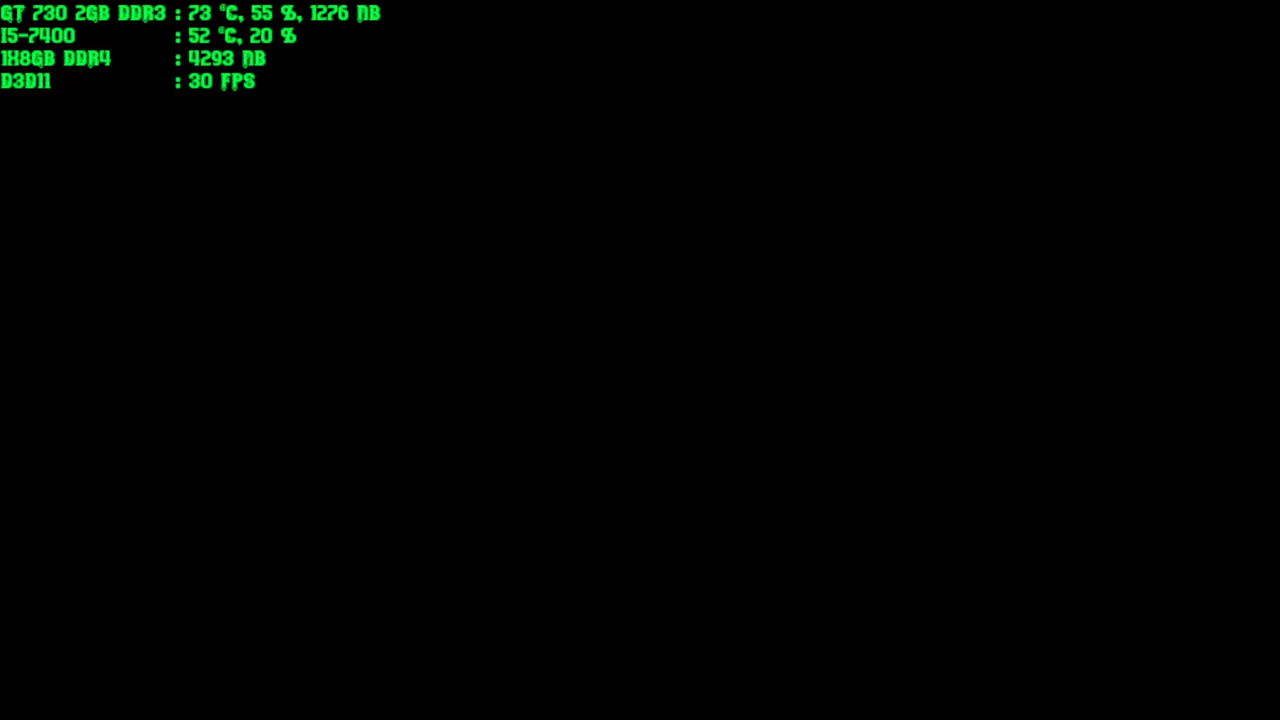 GT 730 2GB DDR3 : 73 °C, 55 %, 1276 MB
I5-7400 : 52 °C, 20 %
1X8GB DDR4 : 4293 MB
D3D11 : 30 FPS